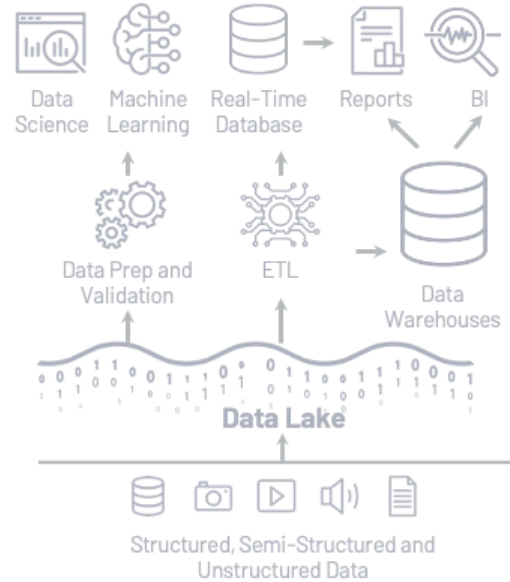 Data
Science
Machine
Learning
Real-Time
Database
Reports
BI
Data Prep and
Validation
ETL
Data
Warehouses
Data Lake
Structured, Semi-Structured and
Unstructured Data